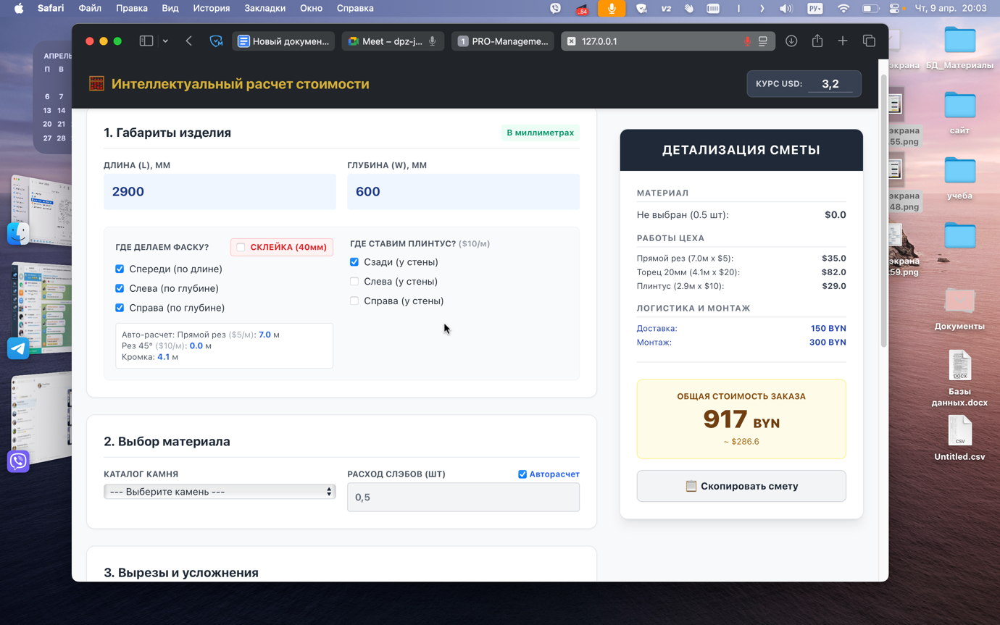 Safari Файл Правка Вид История Закладки Окно Справка
..84
V2
РУ
Чт, 9 апр. 20:03
АПРЕЛЬ
П В
6 7
13 14
20 21
27 28
Новый докумен...
Meet – dpz-j...
1 PRO-Manageme...
127.0.0.1
Интеллектуальный расчет стоимости
КУРС USD: 3,2
1. Габариты изделия
В миллиметрах
ДЛИНА (L), ММ
ГЛУБИНА (W), ММ
2900
600
ГДЕ ДЕЛАЕМ ФАСКУ?
СКЛЕЙКА (40мм)
Спереди (по длине)
Слева (по глубине)
Справа (по глубине)
Авто-расчет: Прямой рез ($5/м): 7.0 м
Рез 45° ($10/м): 0.0 м
Кромка: 4.1 м
ГДЕ СТАВИМ ПЛИНТУС? ($10/м)
Сзади (у стены)
Слева (у стены)
Справа (у стены)
2. Выбор материала
КАТАЛОГ КАМНЯ
--- Выберите камень ---
РАСХОД СЛЭБОВ (ШТ)
Авторасчет
0,5
3. Вырезы и усложнения
ДЕТАЛИЗАЦИЯ СМЕТЫ
МАТЕРИАЛ
Не выбран (0.5 шт): $0.0
РАБОТЫ ЦЕХА
Прямой рез (7.0м x $5): $35.0
Торец 20мм (4.1м x $20): $82.0
Плинтус (2.9м x $10): $29.0
ЛОГИСТИКА И МОНТАЖ
Доставка: 150 BYN
Монтаж: 300 BYN
ОБЩАЯ СТОИМОСТЬ ЗАКАЗА
917 BYN
~ $286.6
Скопировать смету
экрана
БД_Материалы
экрана
55.png
сайт
экрана
48.png
учеба
экрана
59.png
Документы
DOCX
Базы
данных.docx
CSV
Untitled.csv